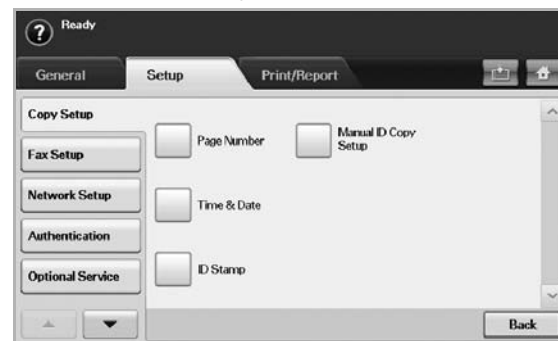 ? Ready
General Setup Print/Report
Copy Setup
Fax Setup
Network Setup
Authentication
Optional Service
Page Number
Manual ID Copy
Setup
Time & Date
ID Stamp
Back